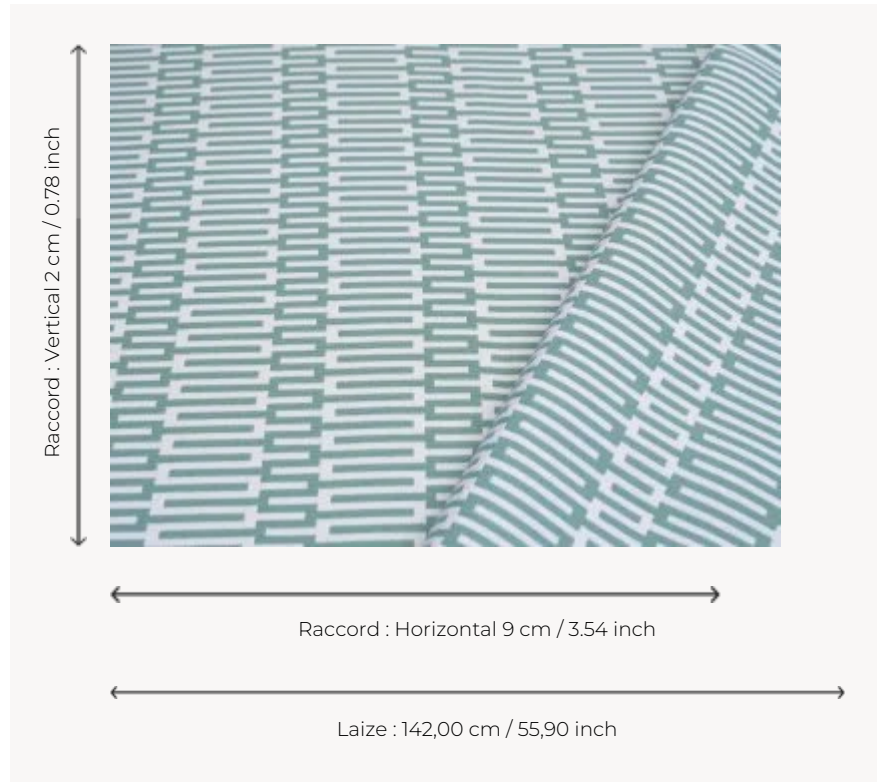 Raccord : Vertical 2 cm / 0.78 inch
Raccord : Horizontal 9 cm / 3.54 inch
Laize : 142,00 cm / 55,90 inch